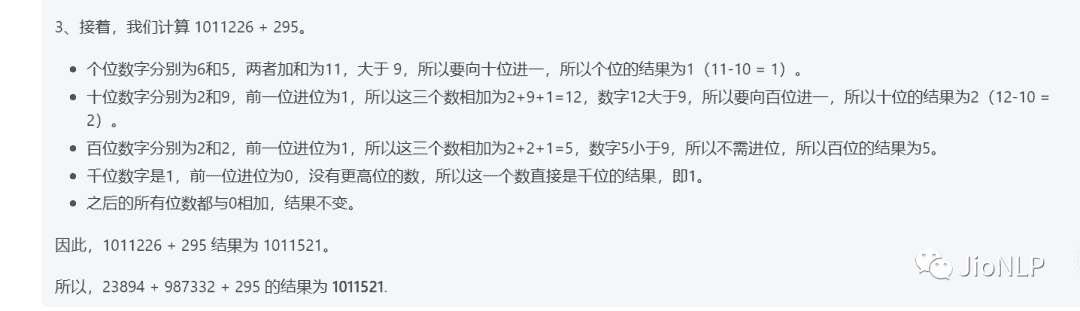 3、接着，我们计算 1011226 + 295。
个位数字分别为6和5，两者加和为11，大于 9，所以要向十位进一，所以个位的结果为1（11-10 = 1）。
十位数字分别为2和9，前一位进位为1，所以这三个数相加为2+9+1=12，数字12大于9，所以要向百位进一，所以十位的结果为2（12-10 =
2）。
百位数字分别为2和2，前一位进位为1，所以这三个数相加为2+2+1=5，数字5小于9，所以不需进位，所以百位的结果为5。
千位数字是1，前一位进位为0，没有更高位的数，所以这一个数直接是千位的结果，即1。
之后的所有位数都与0相加，结果不变。
因此，1011226 + 295 结果为 1011521。
JioNLP
所以，23894 + 987332 + 295 的结果为 1011521.